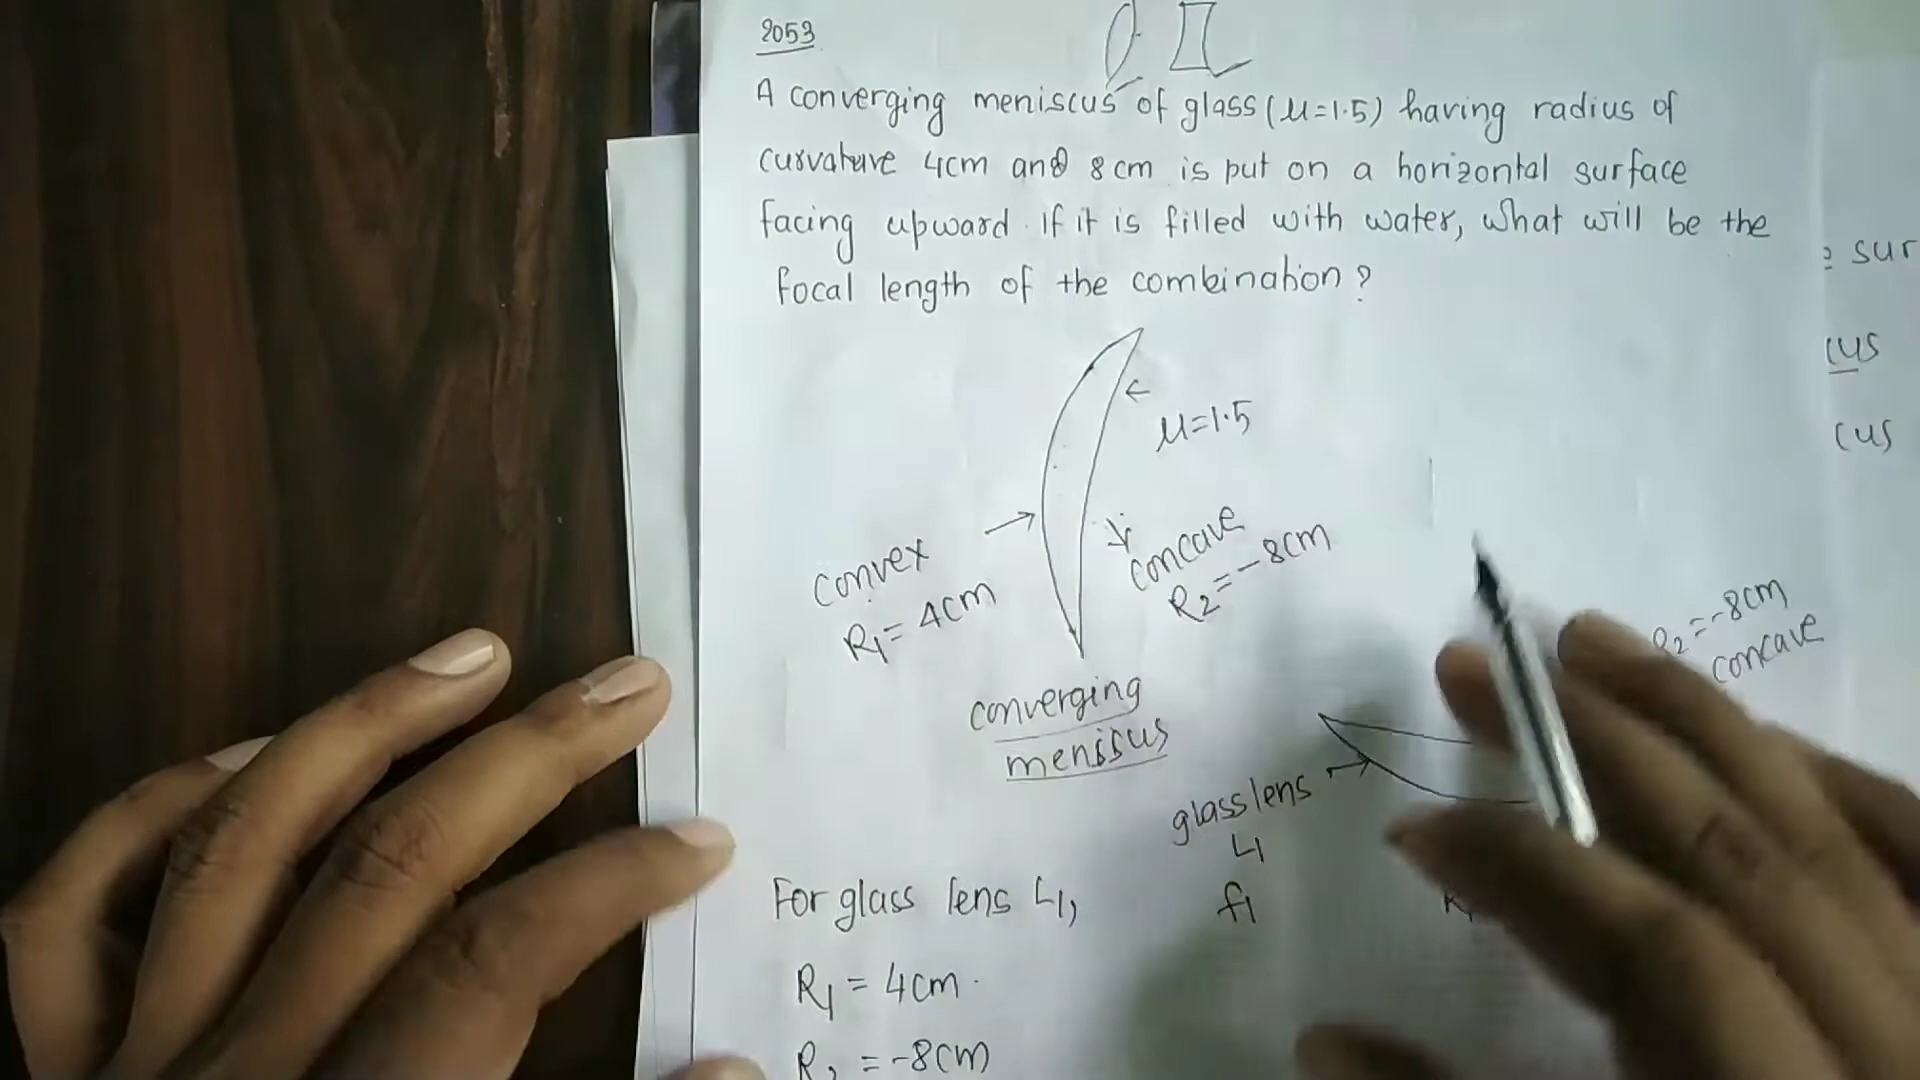 2053
A converging meniscus of glass (μ=1.5) having radius of
curvature 4cm and 8cm is put on a horizontal surface
facing upward. If it is filled with water, what will be the
focal length of the combination?
μ=1.5
convex
R1 = 4cm
concave
R2 = -8cm
converging
menissus
R2 = -8cm
concave
glass lens
L1
f1
For glass lens L1,
R1 = 4cm.
R2 = -8cm
sur
cus
cus